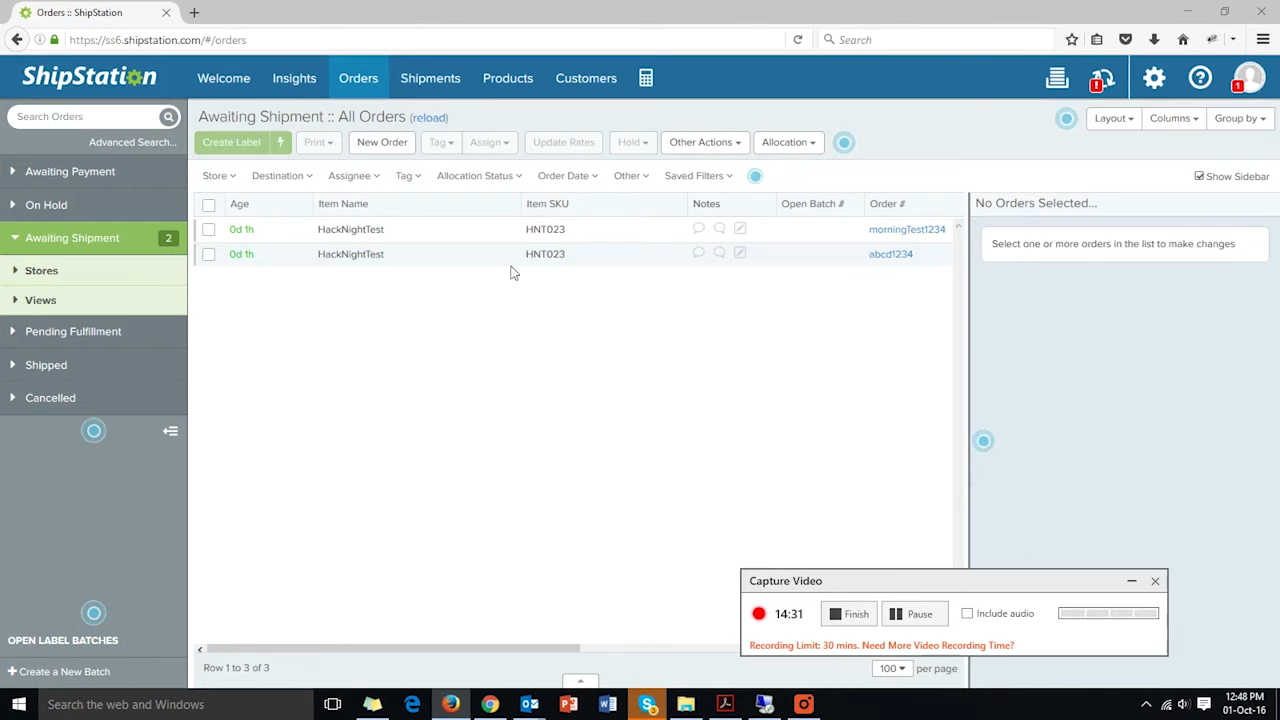 Orders :: ShipStation
https://ss6.shipstation.com/#/orders
Search
ShipStation
Welcome
Insights
Orders
Shipments
Products
Customers
1
Search Orders
Advanced Search...
Awaiting Shipment :: All Orders (reload)
Layout
Columns
Group by
Create Label
Print
New Order
Tag
Assign
Update Rates
Hold
Other Actions
Allocation
Store
Destination
Assignee
Tag
Allocation Status
Order Date
Other
Saved Filters
Show Sidebar
Awaiting Payment
On Hold
Awaiting Shipment 2
Stores
Views
Pending Fulfillment
Shipped
Cancelled
OPEN LABEL BATCHES
Create a New Batch
Age Item Name Item SKU Notes Open Batch # Order #
0d 1h HackNightTest HNT023 morningTest1234
0d 1h HackNightTest HNT023 abcd1234
No Orders Selected...
Select one or more orders in the list to make changes
Capture Video
14:31
Finish
Pause
Include audio
Recording Limit: 30 mins. Need More Video Recording Time?
Row 1 to 3 of 3
100 per page
Search the web and Windows
12:48 PM
01-Oct-16